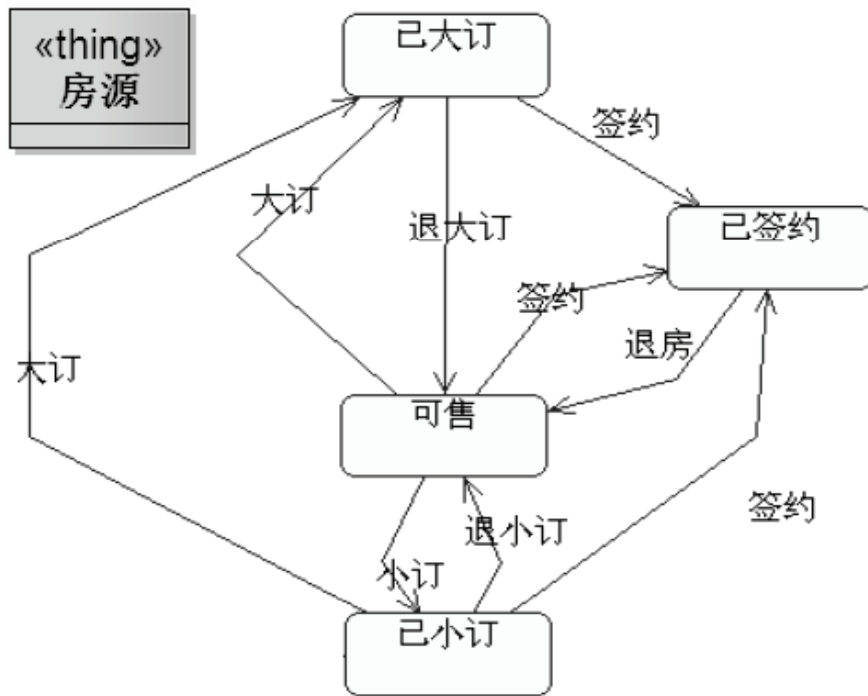 «thing»
房源
已大订
签约
大订
退大订
已签约
签约
退房
大订
可售
签约
退小订
小订
已小订